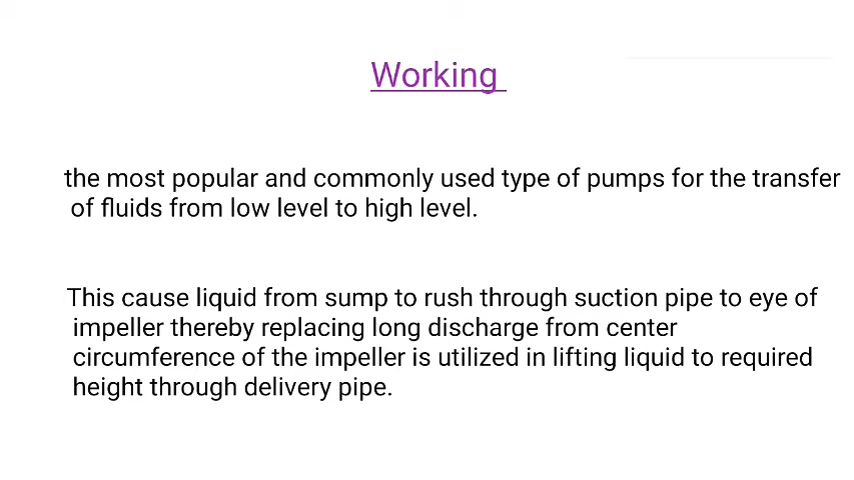 Working
the most popular and commonly used type of pumps for the transfer
of fluids from low level to high level.
This cause liquid from sump to rush through suction pipe to eye of
impeller thereby replacing long discharge from center
circumference of the impeller is utilized in lifting liquid to required
height through delivery pipe.